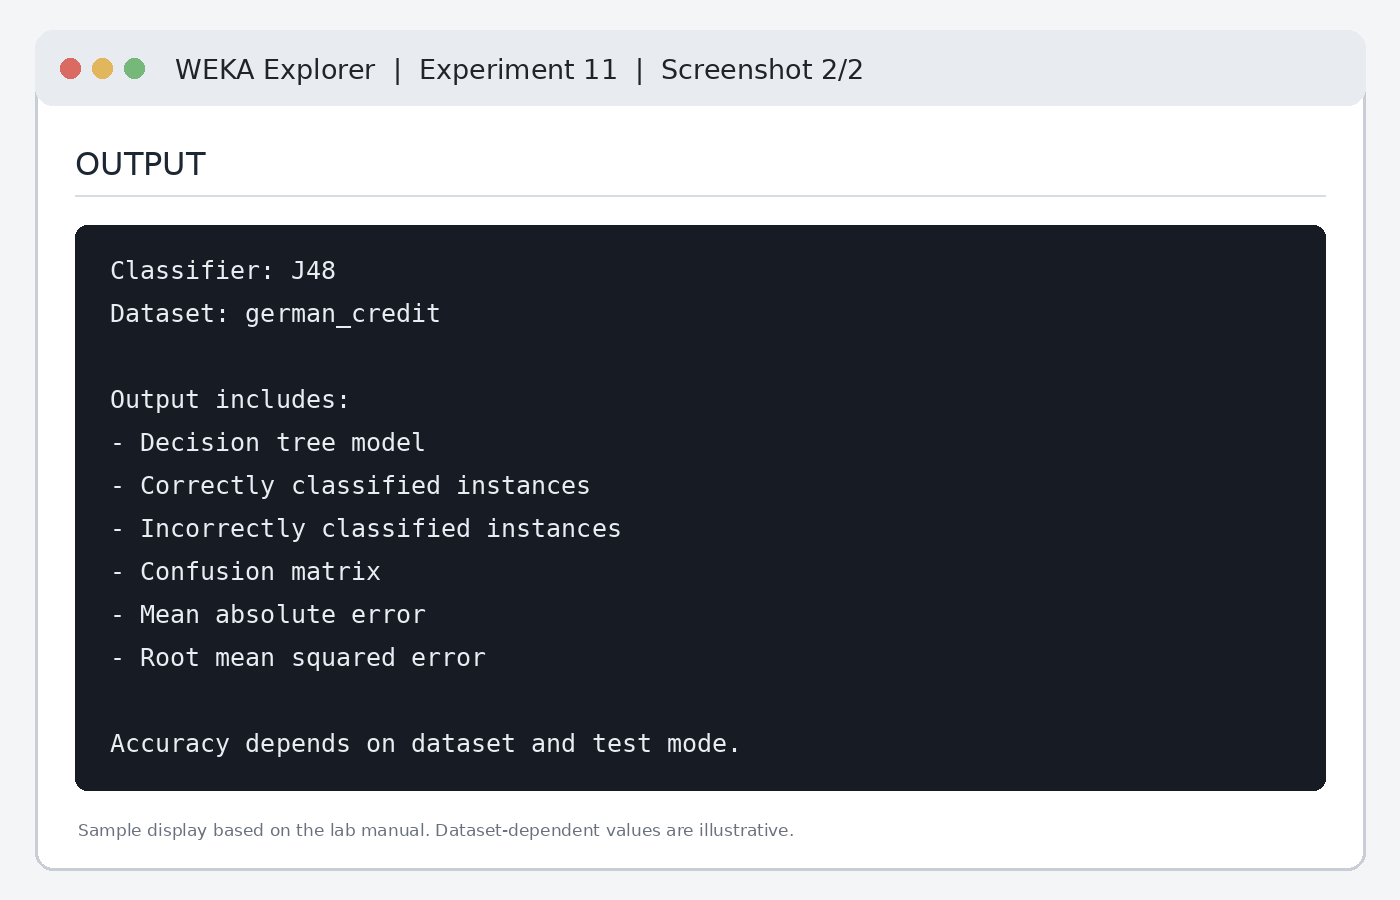 WEKA Explorer | Experiment 11 | Screenshot 2/2
OUTPUT
Classifier: J48
Dataset: german_credit
Output includes:
- Decision tree model
- Correctly classified instances
- Incorrectly classified instances
- Confusion matrix
- Mean absolute error
- Root mean squared error
Accuracy depends on dataset and test mode.
Sample display based on the lab manual. Dataset-dependent values are illustrative.